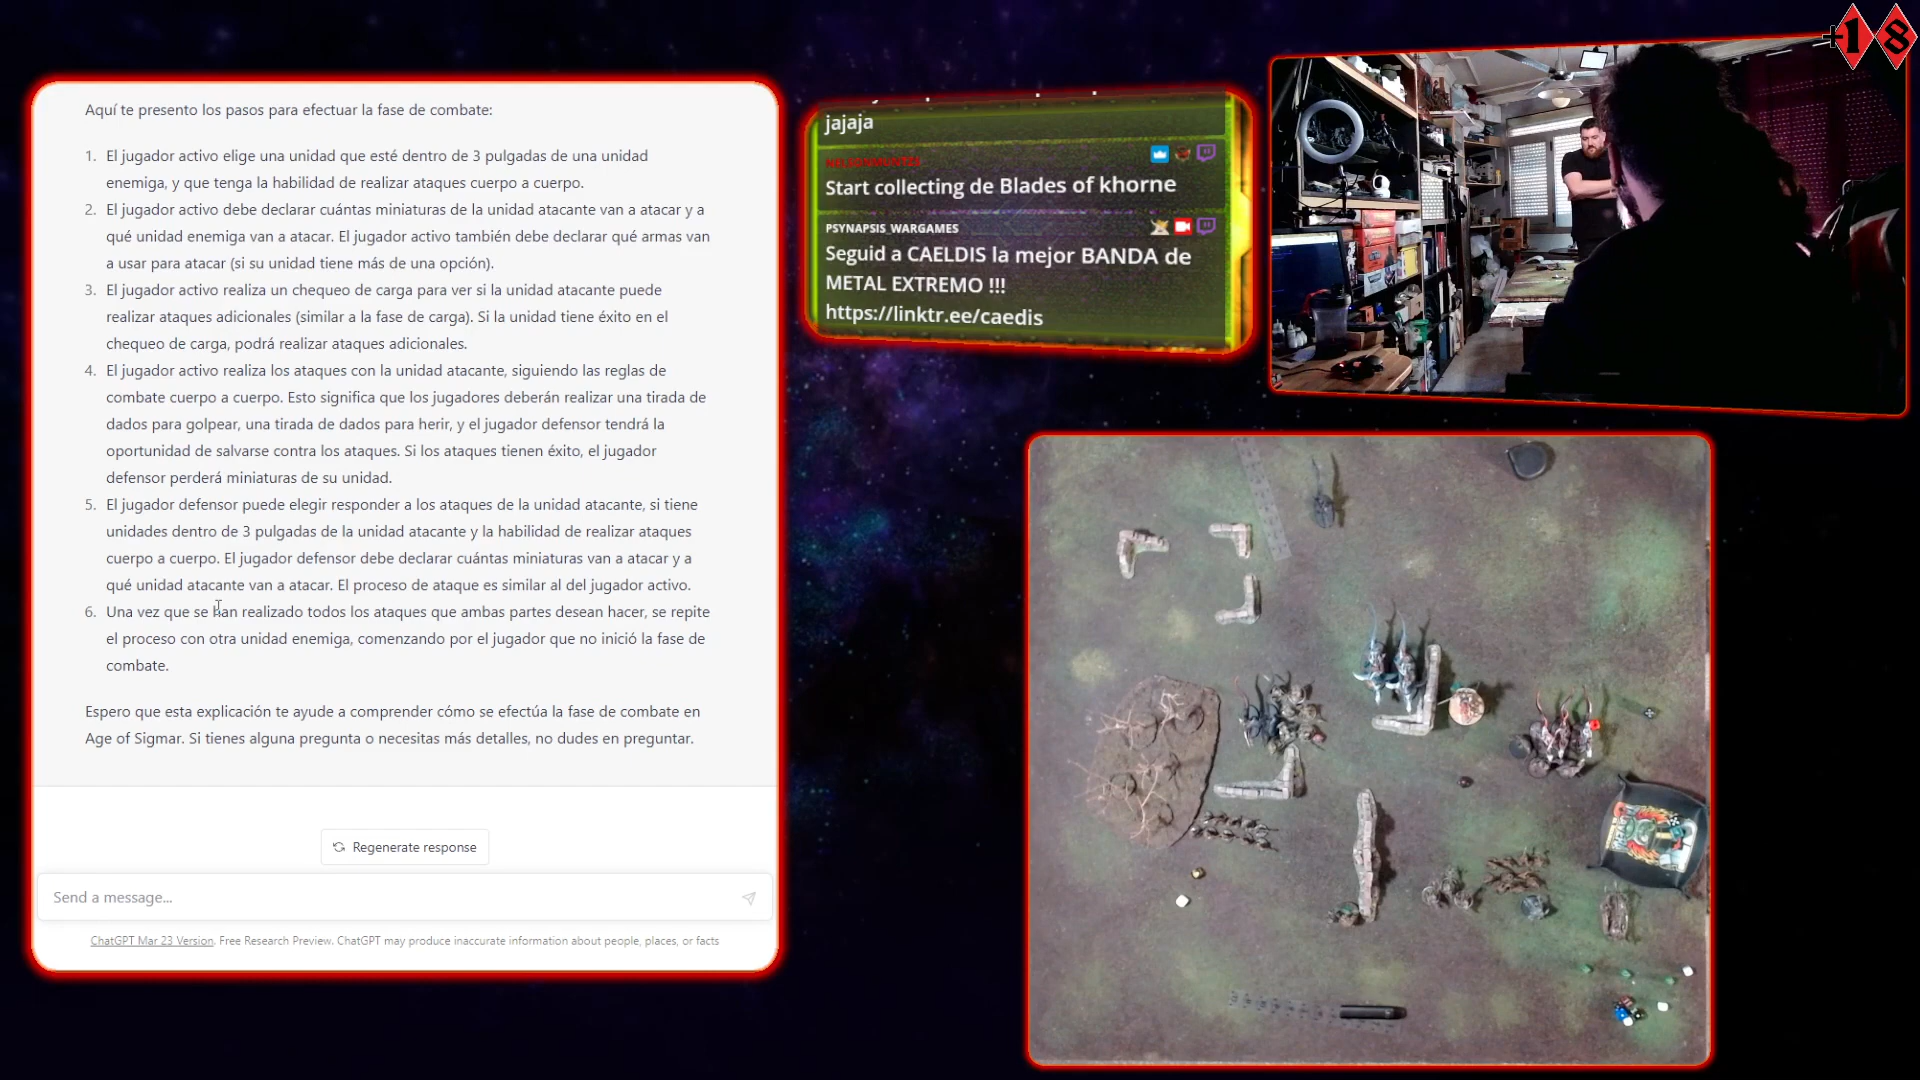 Aquí te presento los pasos para efectuar la fase de combate:
1. El jugador activo elige una unidad que esté dentro de 3 pulgadas de una unidad
enemiga, y que tenga la habilidad de realizar ataques cuerpo a cuerpo.
2. El jugador activo debe declarar cuántas miniaturas de la unidad atacante van a atacar y a
qué unidad enemiga van a atacar. El jugador activo también debe declarar qué armas van
a usar para atacar (si su unidad tiene más de una opción).
3. El jugador activo realiza un chequeo de carga para ver si la unidad atacante puede
realizar ataques adicionales (similar a la fase de carga). Si la unidad tiene éxito en el
chequeo de carga, podrá realizar ataques adicionales.
4. El jugador activo realiza los ataques con la unidad atacante, siguiendo las reglas de
combate cuerpo a cuerpo. Esto significa que los jugadores deberán realizar una tirada de
dados para golpear, una tirada de dados para herir, y el jugador defensor tendrá la
oportunidad de salvarse contra los ataques. Si los ataques tienen éxito, el jugador
defensor perderá miniaturas de su unidad.
5. El jugador defensor puede elegir responder a los ataques de la unidad atacante, si tiene
unidades dentro de 3 pulgadas de la unidad atacante y la habilidad de realizar ataques
cuerpo a cuerpo. El jugador defensor debe declarar cuántas miniaturas van a atacar y a
qué unidad atacante van a atacar. El proceso de ataque es similar al del jugador activo.
6. Una vez que se han realizado todos los ataques que ambas partes desean hacer, se repite
el proceso con otra unidad enemiga, comenzando por el jugador que no inició la fase de
combate.
Espero que esta explicación te ayude a comprender cómo se efectúa la fase de combate en
Age of Sigmar. Si tienes alguna pregunta o necesitas más detalles, no dudes en preguntar.
Regenerate response
Send a message...
ChatGPT Mar 23 Version. Free Research Preview. ChatGPT may produce inaccurate information about people, places, or facts
jajaja
Start collecting de Blades of khorne
PSYNAPSIS_WARGAMES
Seguid a CAELDIS la mejor BANDA de
METAL EXTREMO !!!
https://linktr.ee/caedis
+18